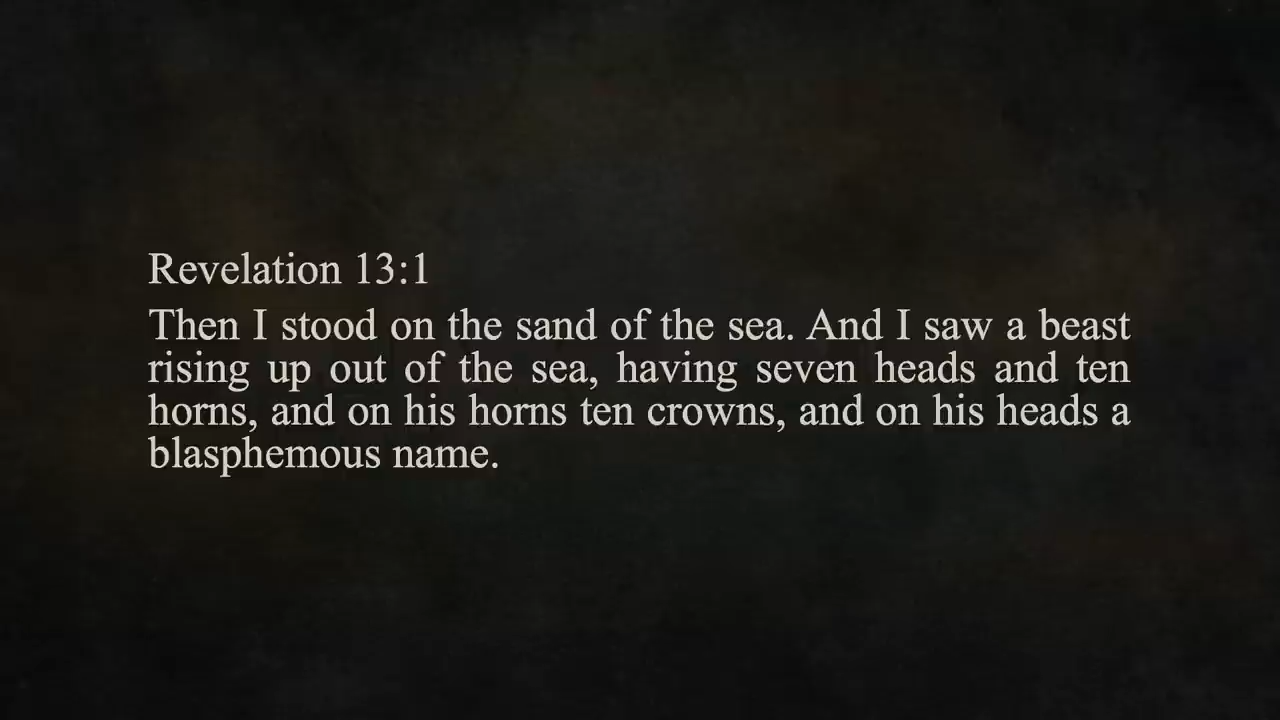 Revelation 13:1
Then I stood on the sand of the sea. And I saw a beast
rising up out of the sea, having seven heads and ten
horns, and on his horns ten crowns, and on his heads a
blasphemous name.